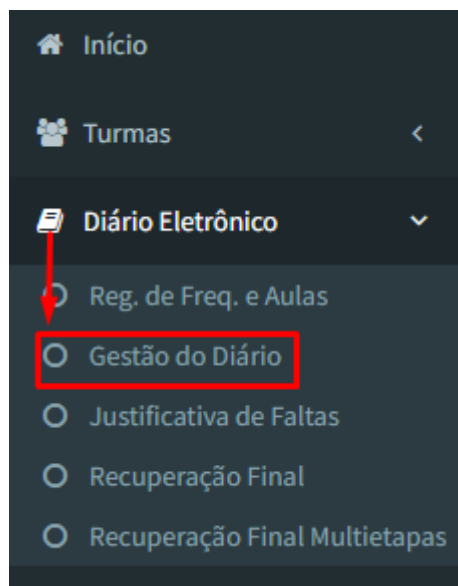 Início
Turmas
Diário Eletrônico
Reg. de Freq. e Aulas
Gestão do Diário
Justificativa de Faltas
Recuperação Final
Recuperação Final Multietapas